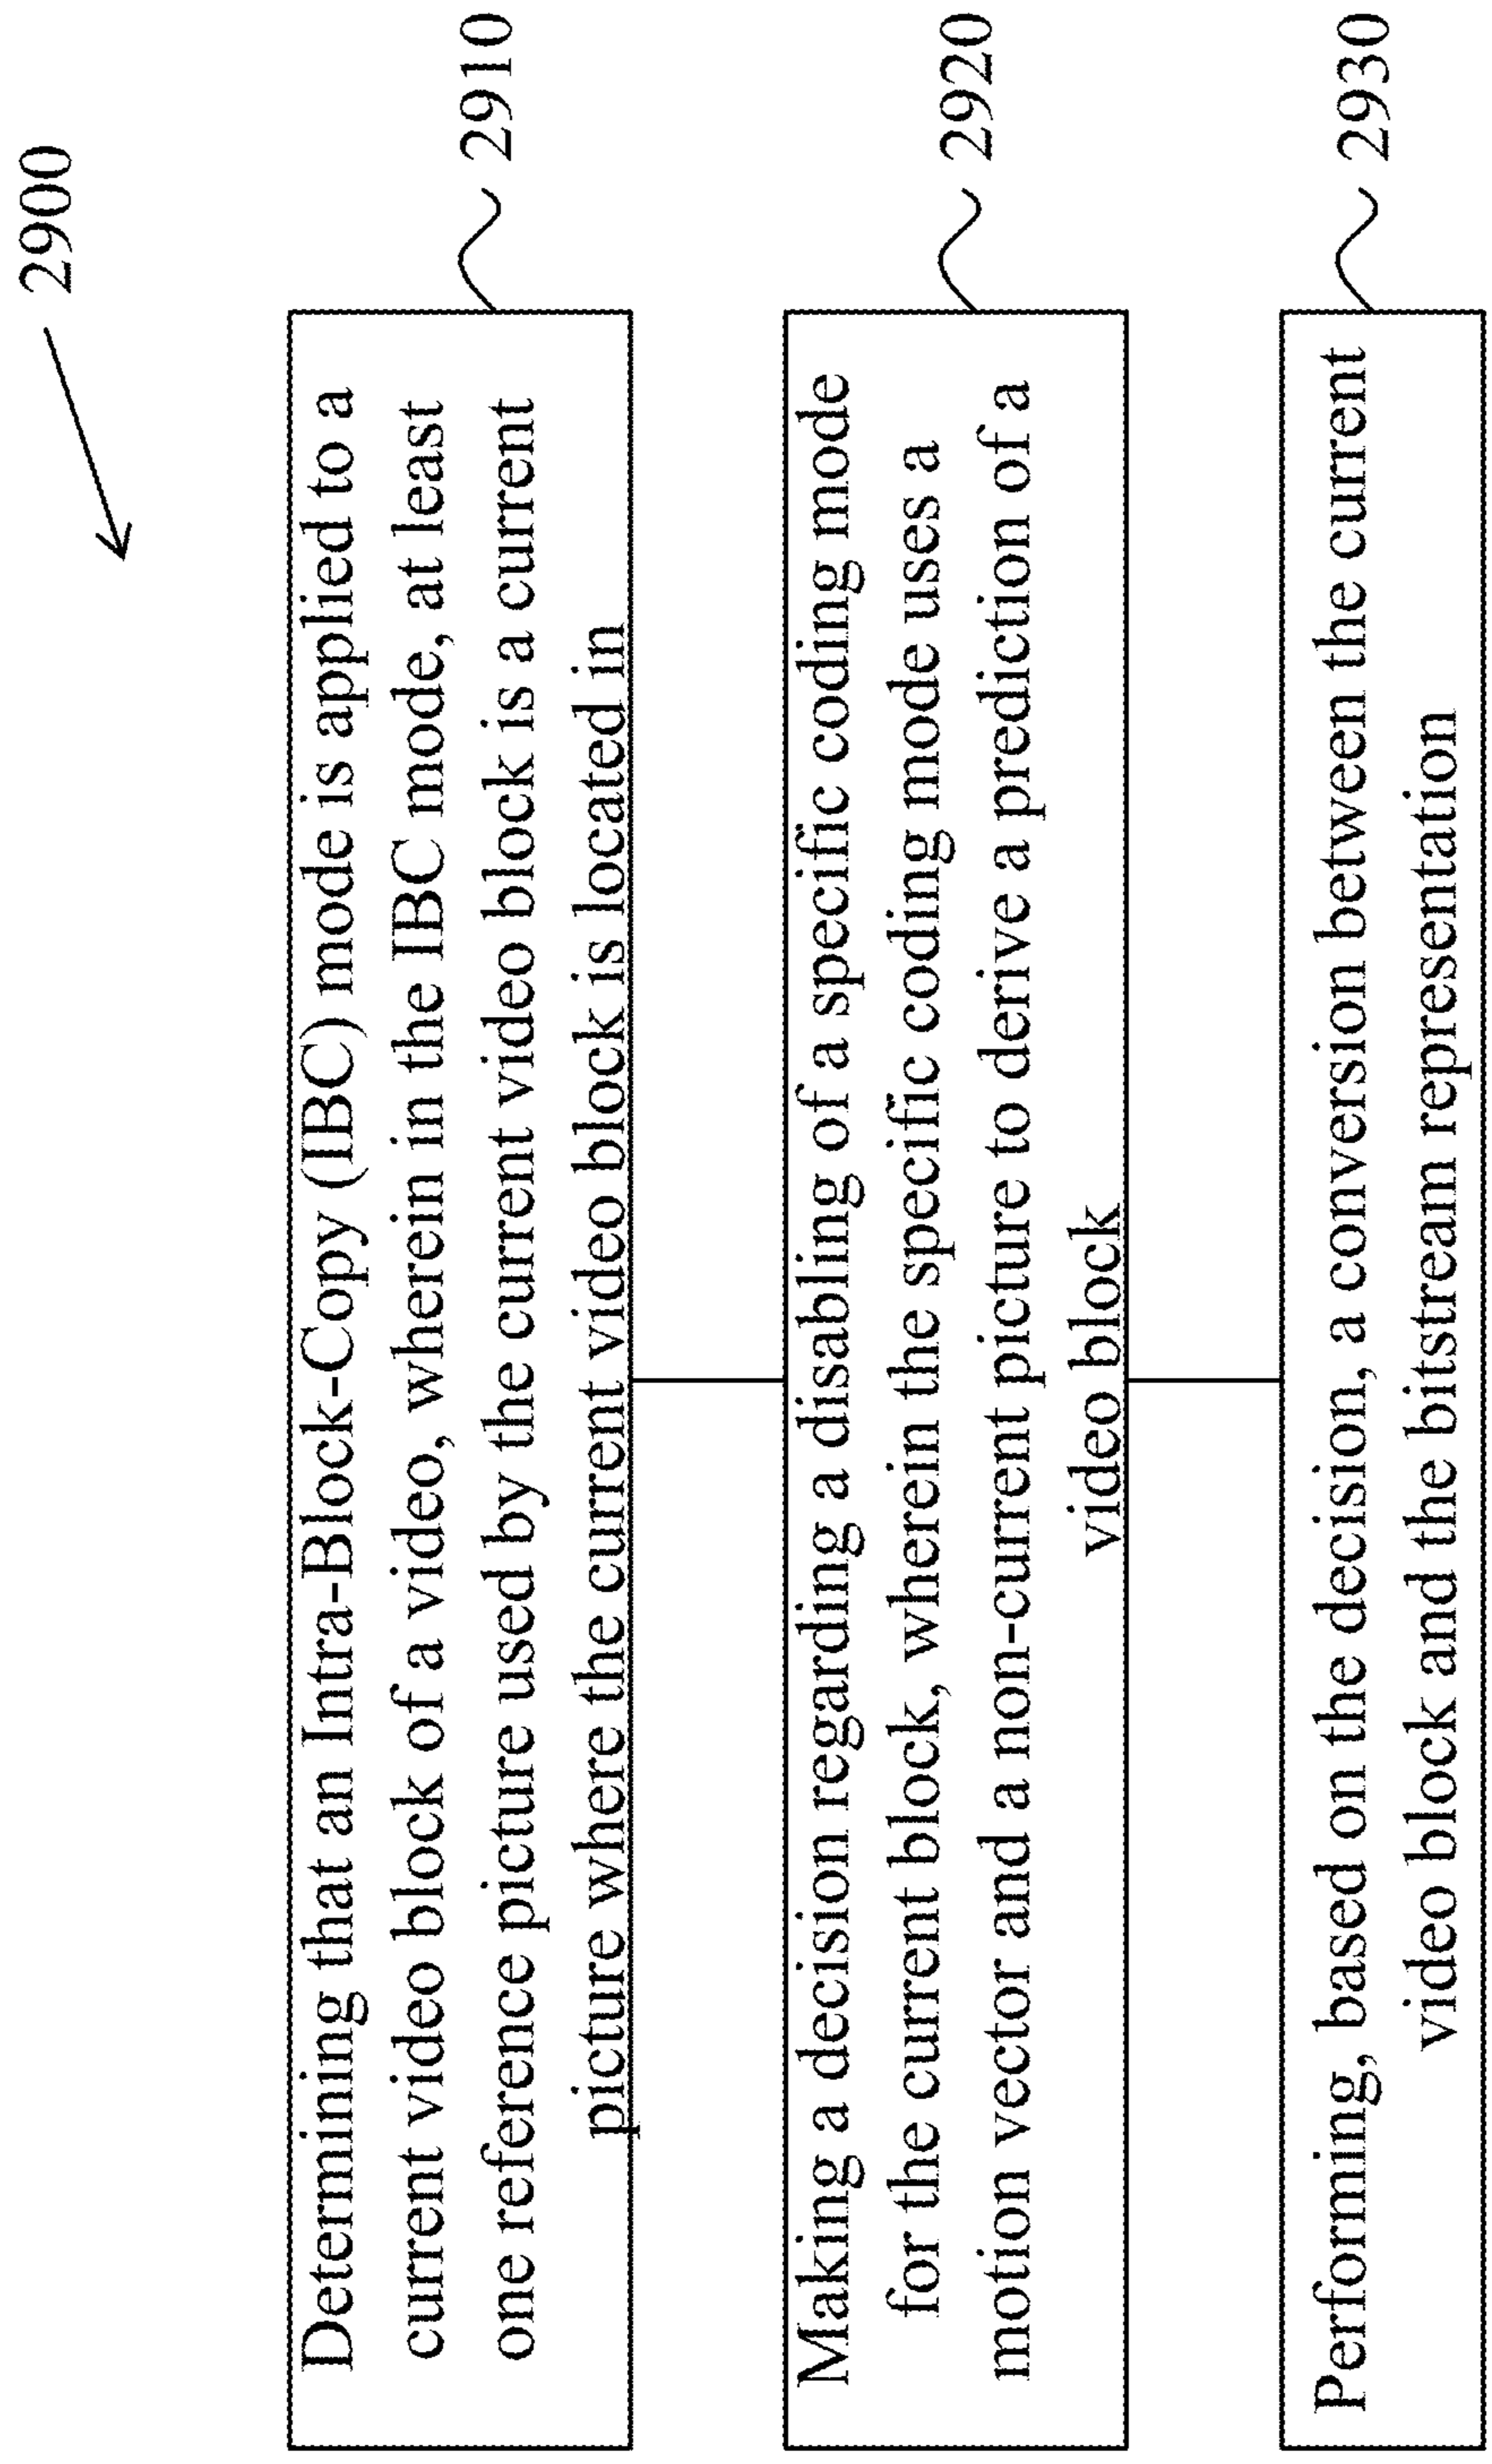 2900
Determining that an Intra-Block-Copy (IBC) mode is applied to a
current video block of a video, wherein in the IBC mode, at least
one reference picture used by the current video block is a current
picture where the current video block is located in
2910
Making a decision regarding a disabling of a specific coding mode
for the current block, wherein the specific coding mode uses a
motion vector and a non-current picture to derive a prediction of a
video block
2920
Performing, based on the decision, a conversion between the current
video block and the bitstream representation
2930